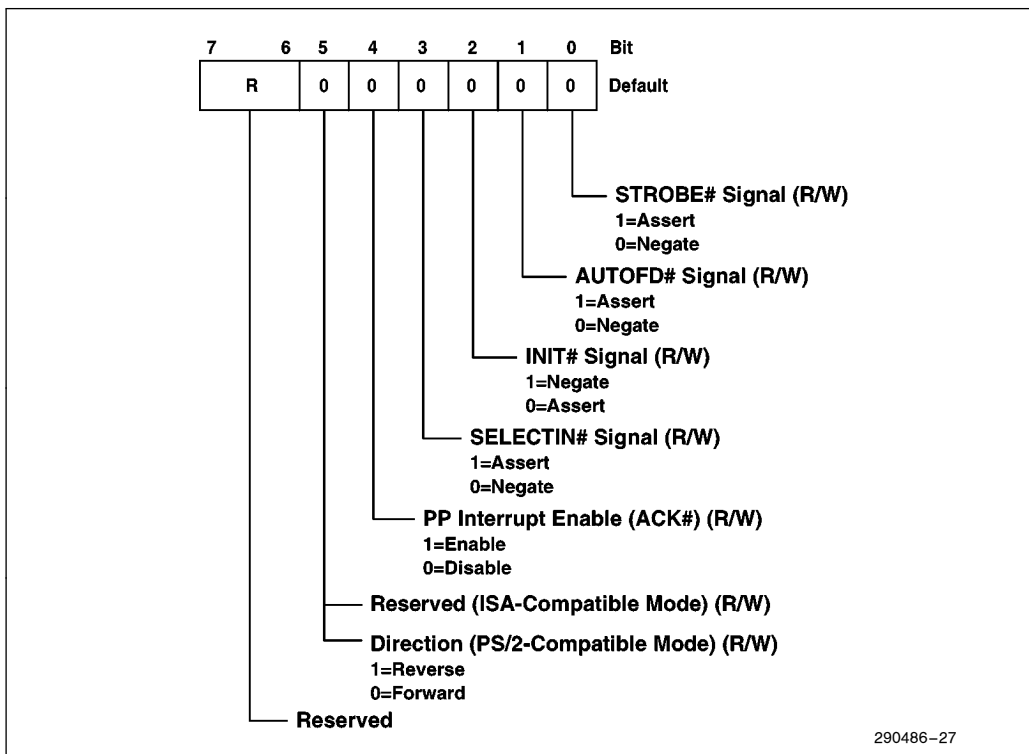 7 6 5 4 3 2 1 0 Bit
R 0 0 0 0 0 0 Default
STROBE# Signal (R/W)
1=Assert
0=Negate
AUTOFD# Signal (R/W)
1=Assert
0=Negate
INIT# Signal (R/W)
1=Negate
0=Assert
SELECTIN# Signal (R/W)
1=Assert
0=Negate
PP Interrupt Enable (ACK#) (R/W)
1=Enable
0=Disable
Reserved (ISA-Compatible Mode) (R/W)
Direction (PS/2-Compatible Mode) (R/W)
1=Reverse
0=Forward
Reserved
290486–27